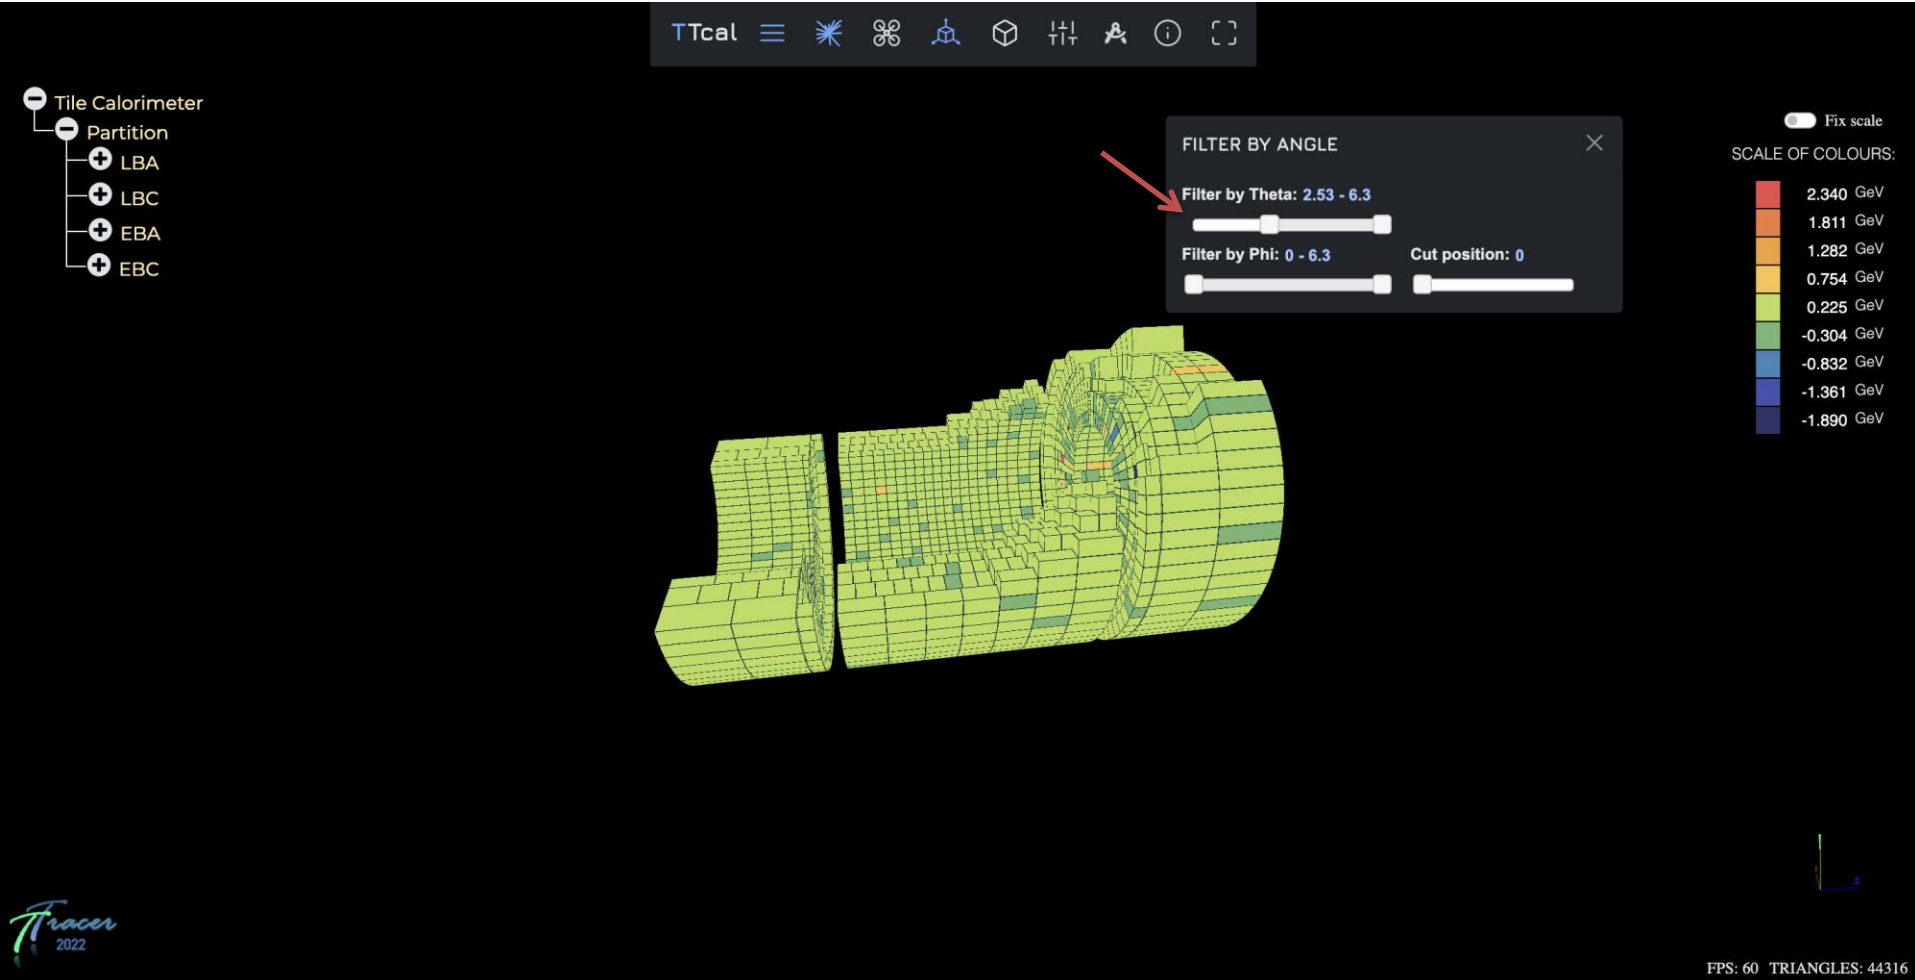 TTcal
Tile Calorimeter
Partition
LBA
LBC
EBA
EBC
FILTER BY ANGLE
Filter by Theta: 2.53 - 6.3
Filter by Phi: 0 - 6.3
Cut position: 0
Fix scale
SCALE OF COLOURS:
2.340 GeV
1.811 GeV
1.282 GeV
0.754 GeV
0.225 GeV
-0.304 GeV
-0.832 GeV
-1.361 GeV
-1.890 GeV
TTracer
2022
FPS: 60 TRIANGLES: 44316